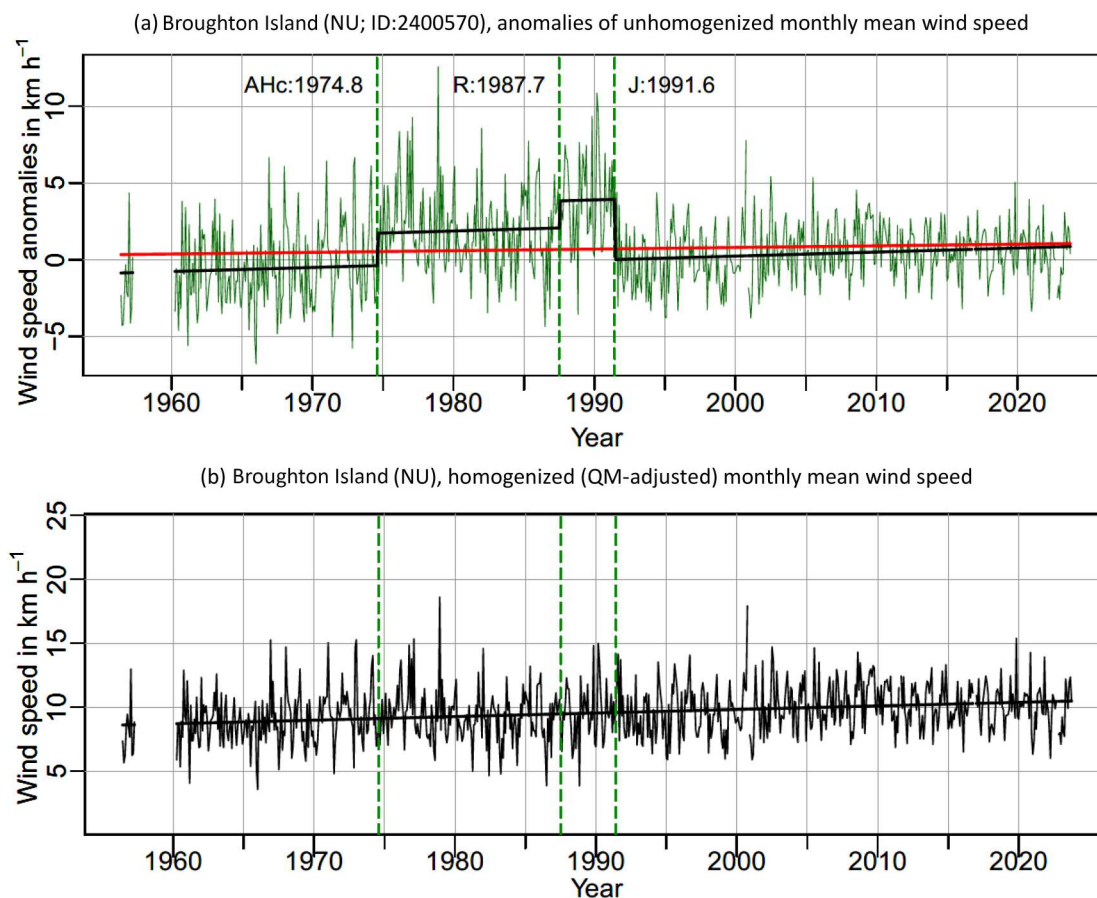 (a) Broughton Island (NU; ID:2400570), anomalies of unhomogenized monthly mean wind speed
AHc:1974.8 R:1987.7 J:1991.6
Wind speed anomalies in km h⁻¹
10
5
0
−5
1960 1970 1980 1990 2000 2010 2020
Year
(b) Broughton Island (NU), homogenized (QM-adjusted) monthly mean wind speed
Wind speed in km h⁻¹
25
20
15
10
5
1960 1970 1980 1990 2000 2010 2020
Year